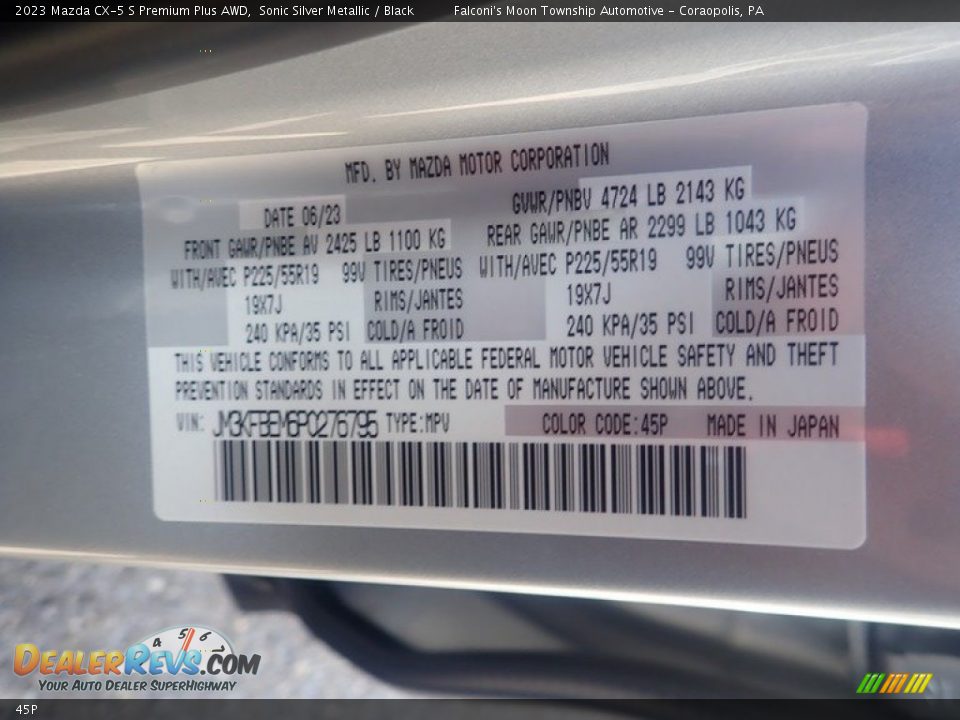 2023 Mazda CX-5 S Premium Plus AWD, Sonic Silver Metallic / Black Falconi's Moon Township Automotive - Coraopolis, PA
MFD. BY MAZDA MOTOR CORPORATION
DATE 06/23 GVWR/PNBV 4724 LB 2143 KG
FRONT GAWR/PNBE AV 2425 LB 1100 KG REAR GAWR/PNBE AR 2299 LB 1043 KG
WITH/AVEC P225/55R19 99V TIRES/PNEUS WITH/AVEC P225/55R19 99V TIRES/PNEUS
19X7J RIMS/JANTES 19X7J RIMS/JANTES
240 KPA/35 PSI COLD/A FROID 240 KPA/35 PSI COLD/A FROID
THIS VEHICLE CONFORMS TO ALL APPLICABLE FEDERAL MOTOR VEHICLE SAFETY AND THEFT
PREVENTION STANDARDS IN EFFECT ON THE DATE OF MANUFACTURE SHOWN ABOVE.
VIN: JM3KFBEM6P0276795 TYPE:MPV COLOR CODE:45P MADE IN JAPAN
4 5 6
DEALERREVS.COM
YOUR AUTO DEALER SUPERHIGHWAY
45P